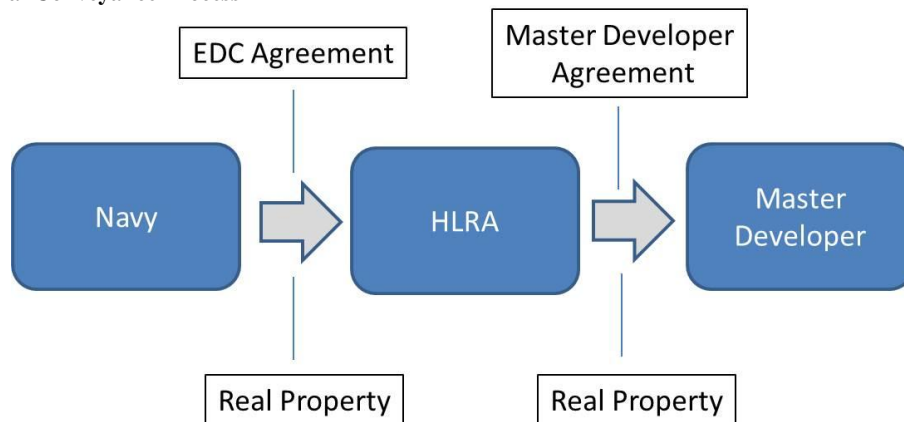 EDC Agreement
Master Developer
Agreement
Navy
HLRA
Master
Developer
Real Property
Real Property